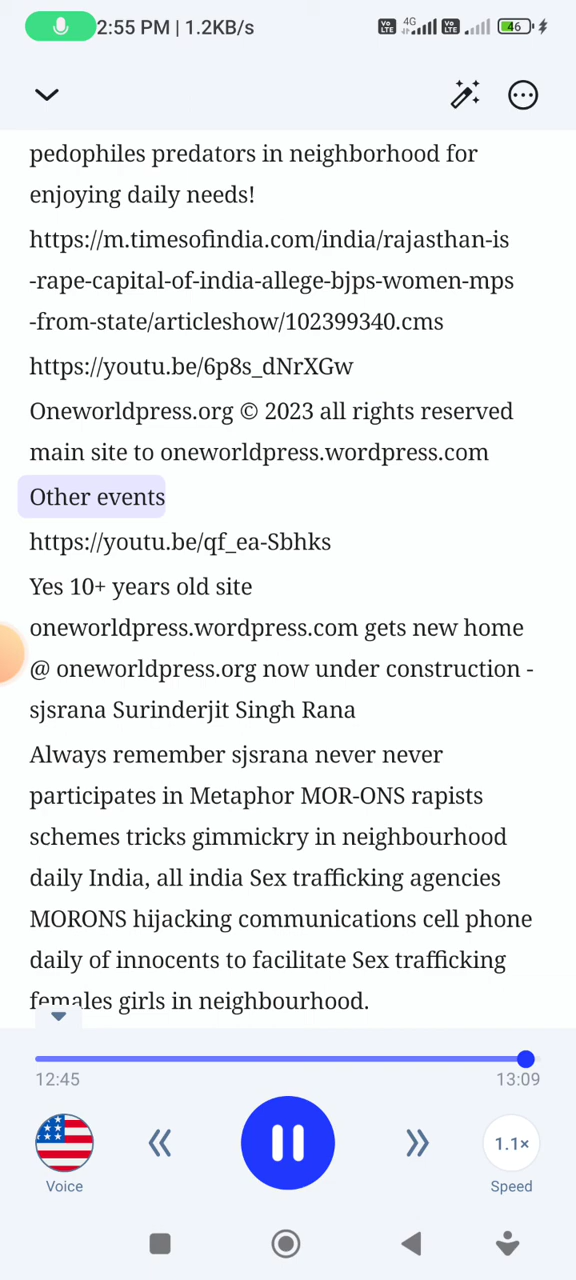 2:55 PM | 1.2KB/s
Vo LTE
4G
Vo LTE
46
pedophiles predators in neighborhood for
enjoying daily needs!
https://m.timesofindia.com/india/rajasthan-is
-rape-capital-of-india-allege-bjps-women-mps
-from-state/articleshow/102399340.cms
https://youtu.be/6p8s_dNrXGw
Oneworldpress.org © 2023 all rights reserved
main site to oneworldpress.wordpress.com
Other events
https://youtu.be/qf_ea-Sbhks
Yes 10+ years old site
oneworldpress.wordpress.com gets new home
@ oneworldpress.org now under construction -
sjsrana Surinderjit Singh Rana
Always remember sjsrana never never
participates in Metaphor MOR-ONS rapists
schemes tricks gimmickry in neighbourhood
daily India, all india Sex trafficking agencies
MORONS hijacking communications cell phone
daily of innocents to facilitate Sex trafficking
females girls in neighbourhood.
12:45
13:09
1.1×
Voice
Speed